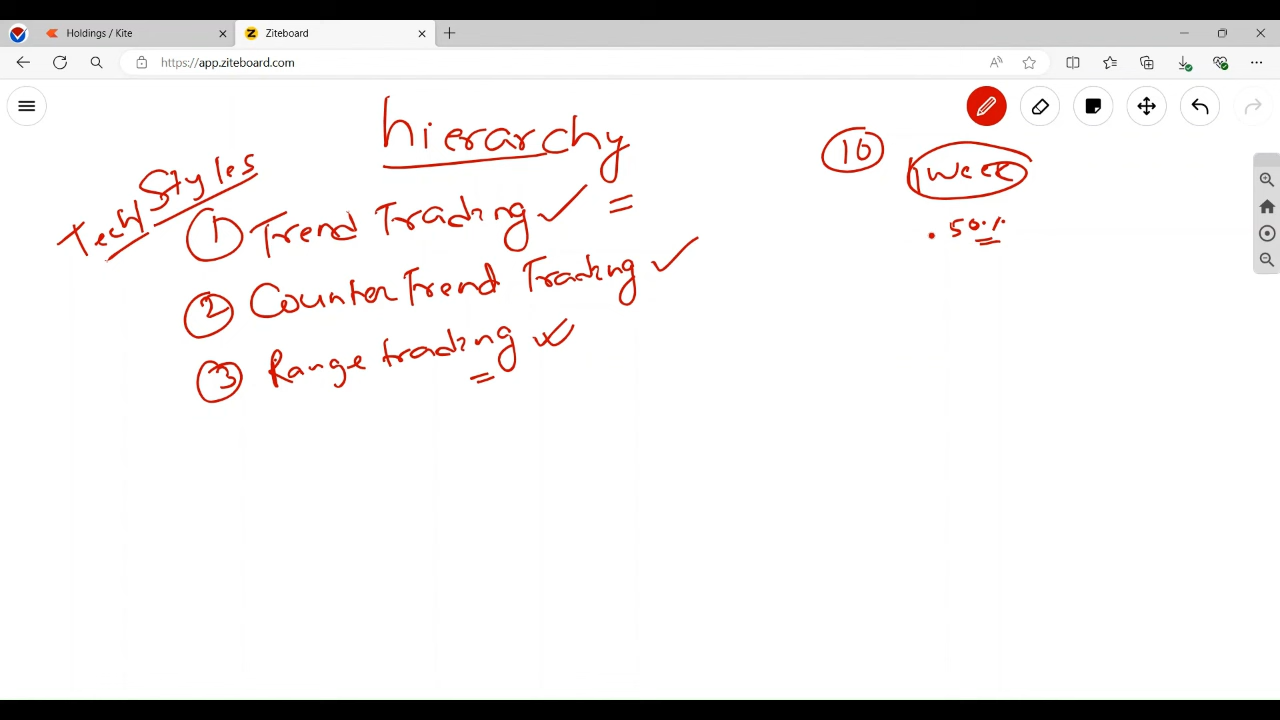 Holdings / Kite
Ziteboard
https://app.ziteboard.com
hierarchy
Tech/ Styles
1 Trend Trading
2 Counter Trend Trading
3 Range trading
10
1week
.50%